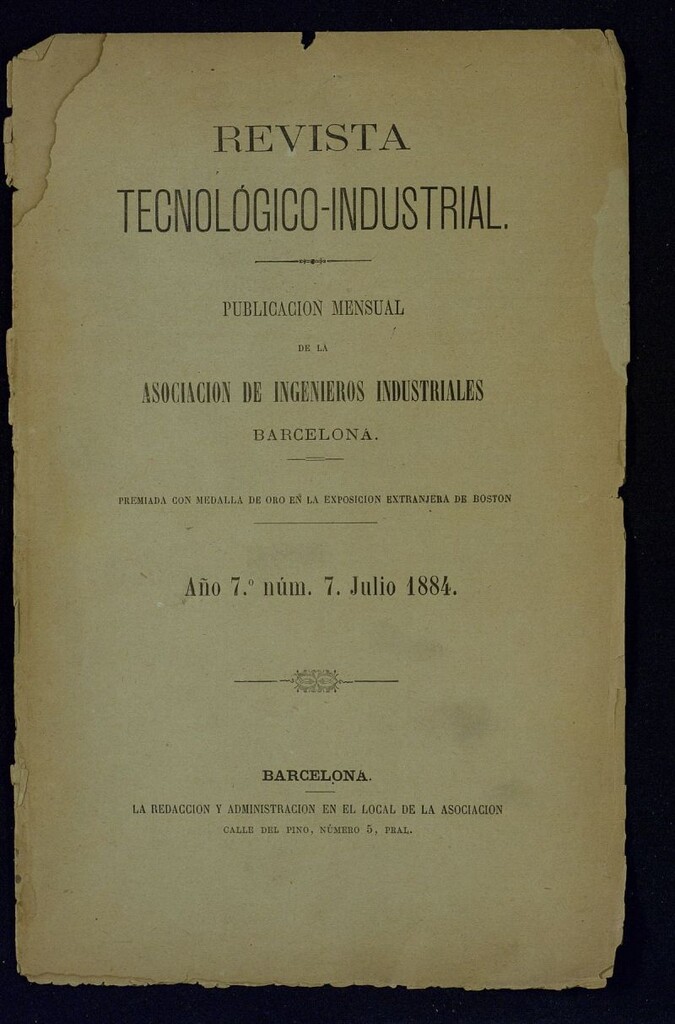 REVISTA
TECNOLÓGICO-INDUSTRIAL.
PUBLICACION MENSUAL
DE LA
ASOCIACION DE INGENIEROS INDUSTRIALES
BARCELONA.
PREMIADA CON MEDALLA DE ORO EN LA EXPOSICION EXTRANJERA DE BOSTON
Año 7.º núm. 7. Julio 1884.
BARCELONA.
LA REDACCION Y ADMINISTRACION EN EL LOCAL DE LA ASOCIACION
CALLE DEL PINO, NÚMERO 5, PRAL.